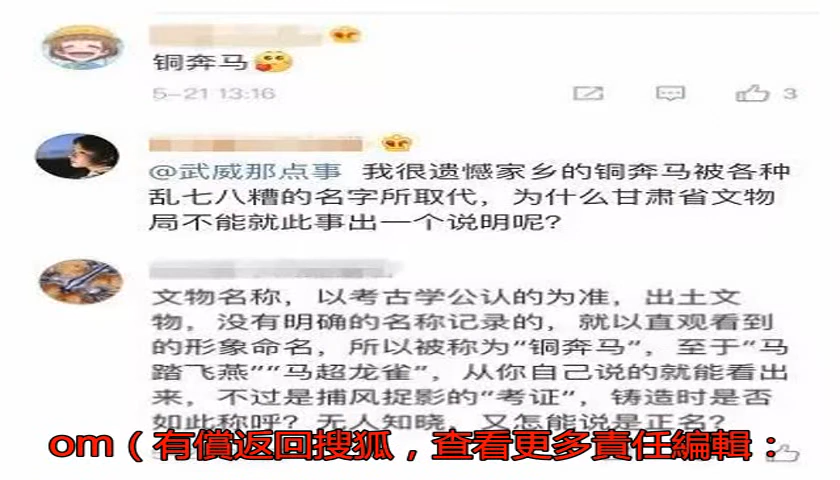 铜奔马
5-21 13:16
3
@武威那点事 我很遗憾家乡的铜奔马被各种
乱七八糟的名字所取代，为什么甘肃省文物
局不能就此事出一个说明呢？
文物名称，以考古学公认的为准，出土文
物，没有明确的名称记录的，就以直观看到
的形象命名，所以被称为“铜奔马”，至于“马
踏飞燕”“马超龙雀”，从你自己说的就能看出
来，不过是捕风捉影的“考证”，铸造时是否
如此称呼？无人知晓，又怎能说是正名？
om（有償返回搜狐，查看更多責任編輯：